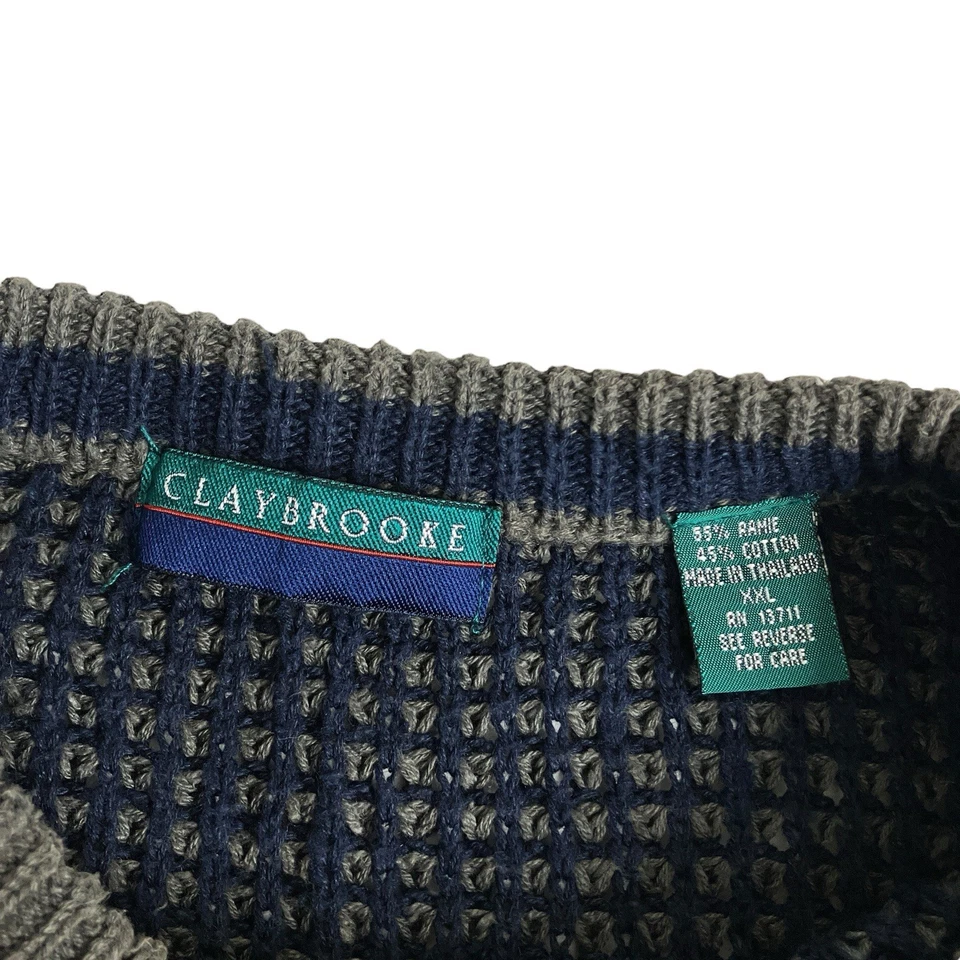 CLAYBROOKE
55% RAMIE
45% COTTON
MADE IN THAILAND
XXL
RN 13711
SEE REVERSE
FOR CARE